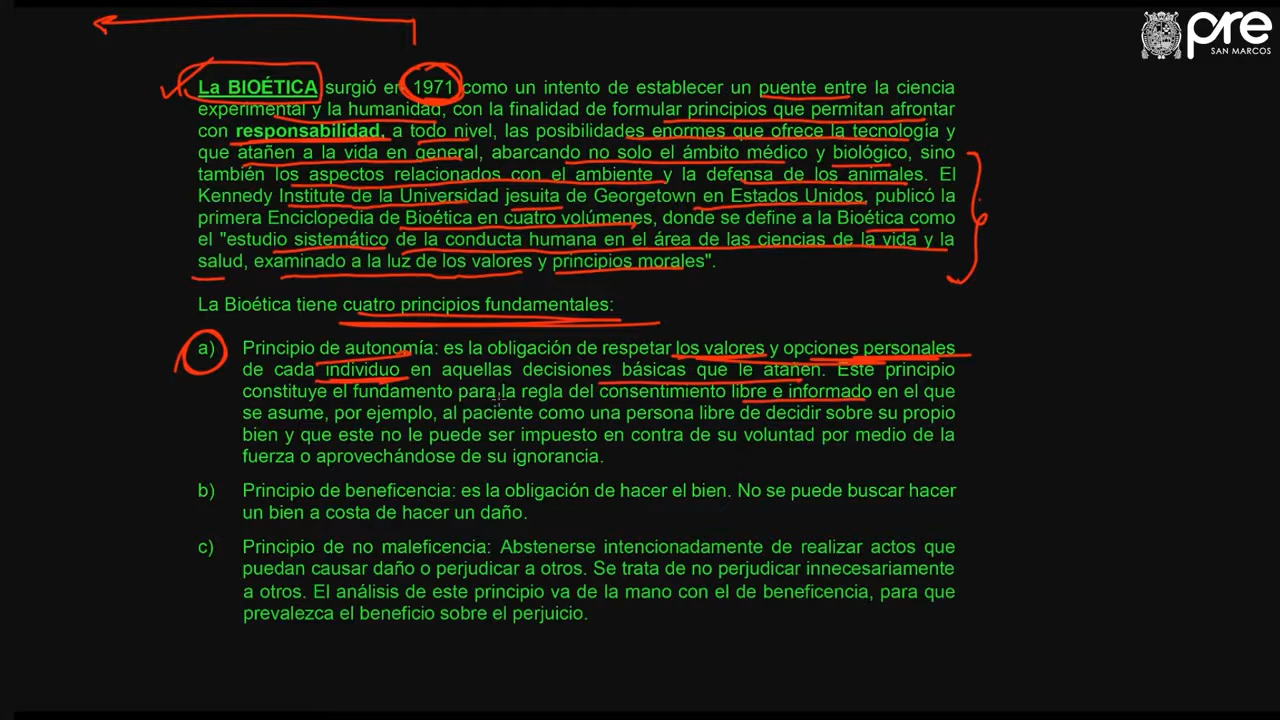 pre
SAN MARCOS
La BIOÉTICA surgió en 1971 como un intento de establecer un puente entre la ciencia
experimental y la humanidad, con la finalidad de formular principios que permitan afrontar
con responsabilidad, a todo nivel, las posibilidades enormes que ofrece la tecnología y
que atañen a la vida en general, abarcando no solo el ámbito médico y biológico, sino
también los aspectos relacionados con el ambiente y la defensa de los animales. El
Kennedy Institute de la Universidad jesuita de Georgetown en Estados Unidos, publicó la
primera Enciclopedia de Bioética en cuatro volúmenes, donde se define a la Bioética como
el "estudio sistemático de la conducta humana en el área de las ciencias de la vida y la
salud, examinado a la luz de los valores y principios morales".
La Bioética tiene cuatro principios fundamentales:
a) Principio de autonomía: es la obligación de respetar los valores y opciones personales
de cada individuo en aquellas decisiones básicas que le atañen. Este principio
constituye el fundamento para la regla del consentimiento libre e informado en el que
se asume, por ejemplo, al paciente como una persona libre de decidir sobre su propio
bien y que este no le puede ser impuesto en contra de su voluntad por medio de la
fuerza o aprovechándose de su ignorancia.
b) Principio de beneficencia: es la obligación de hacer el bien. No se puede buscar hacer
un bien a costa de hacer un daño.
c) Principio de no maleficencia: Abstenerse intencionadamente de realizar actos que
puedan causar daño o perjudicar a otros. Se trata de no perjudicar innecesariamente
a otros. El análisis de este principio va de la mano con el de beneficencia, para que
prevalezca el beneficio sobre el perjuicio.